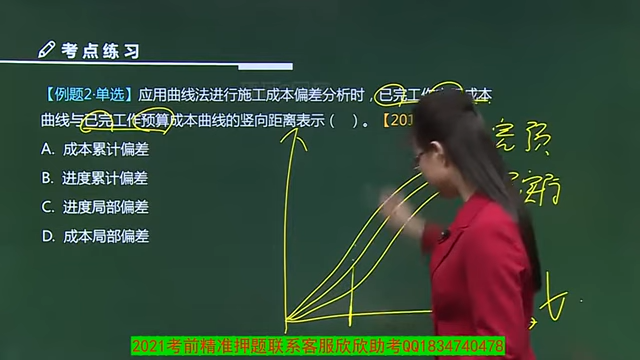 考点练习
【例题2·单选】应用曲线法进行施工成本偏差分析时，已完工作 成本
曲线与已完工作预算成本曲线的竖向距离表示（ ）。【201
A. 成本累计偏差
B. 进度累计偏差
C. 进度局部偏差
D. 成本局部偏差
t
2021考前精准押题联系客服欣欣助考QQ1834740478